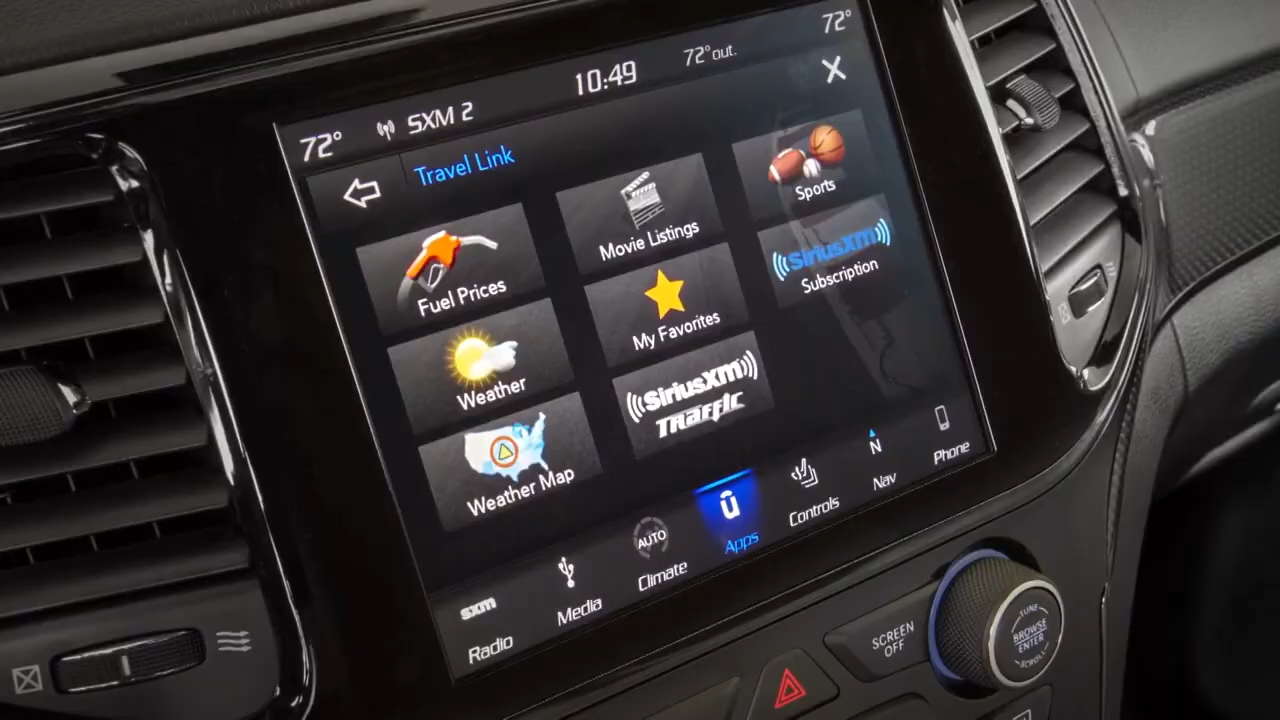 72°
SXM 2
10:49
72° out.
72°
Travel Link
Fuel Prices
Movie Listings
Sports
Weather
My Favorites
SiriusXM
Subscription
Weather Map
SiriusXM
Traffic
sxm
Radio
Media
AUTO
Climate
û
Apps
Controls
N
Nav
Phone
SCREEN
OFF
TUNE
BROWSE
ENTER
SCROLL